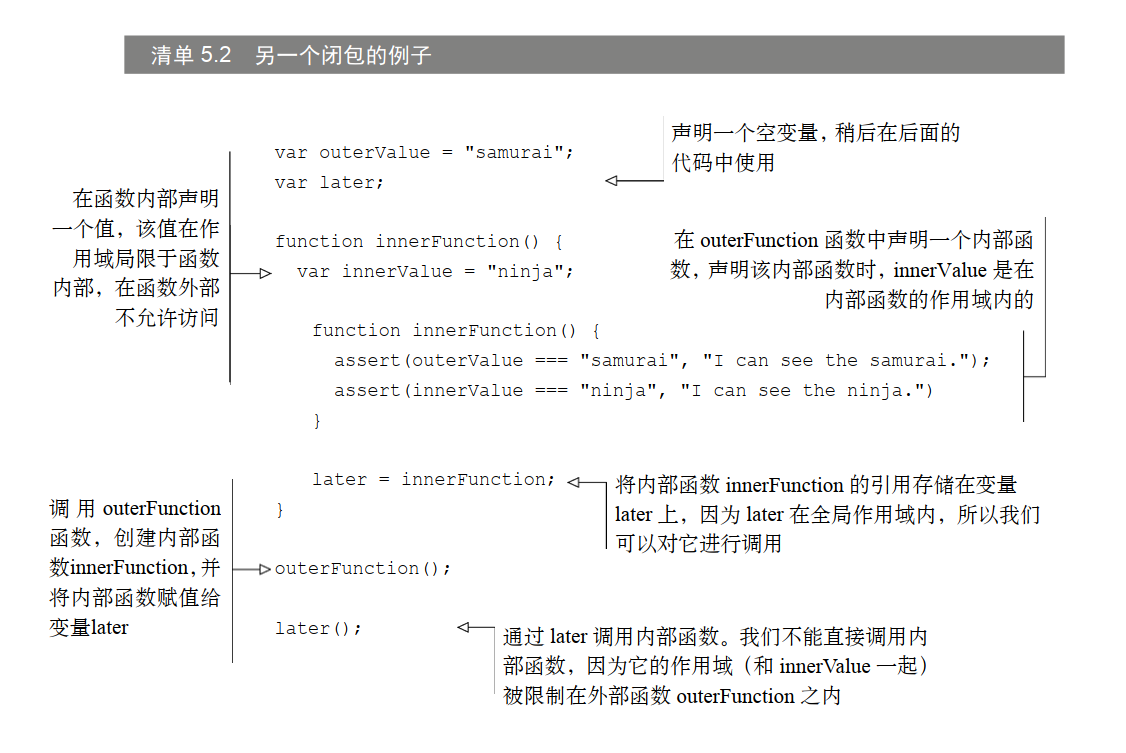 清单 5.2 另一个闭包的例子
声明一个空变量，稍后在后面的
代码中使用
var outerValue = "samurai";
var later;
在函数内部声明
一个值，该值在作
用域局限于函数
内部，在函数外部
不允许访问
function innerFunction() {
var innerValue = "ninja";
在 outerFunction 函数中声明一个内部函
数，声明该内部函数时，innerValue 是在
内部函数的作用域内的
function innerFunction() {
assert(outerValue === "samurai", "I can see the samurai.");
assert(innerValue === "ninja", "I can see the ninja.")
}
later = innerFunction;
}
将内部函数 innerFunction 的引用存储在变量
later 上，因为 later 在全局作用域内，所以我们
可以对它进行调用
调 用 outerFunction
函数，创建内部函
数innerFunction，并
将内部函数赋值给
变量later
outerFunction();
later();
通过 later 调用内部函数。我们不能直接调用内
部函数，因为它的作用域（和 innerValue 一起）
被限制在外部函数 outerFunction 之内